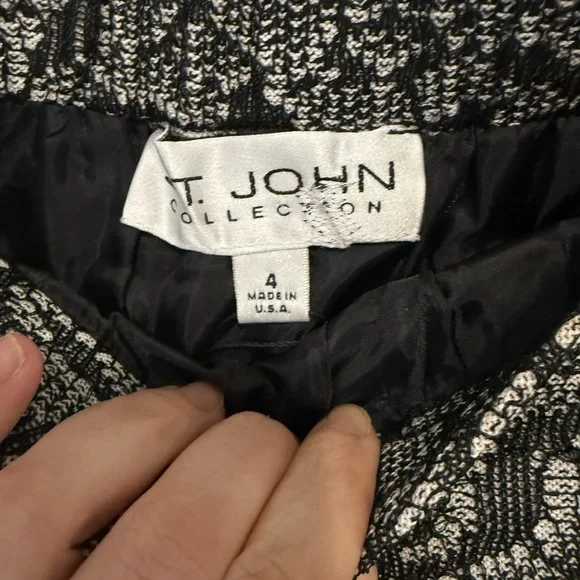 T. JOHN
COLLECTION
4
MADE IN
U.S.A.